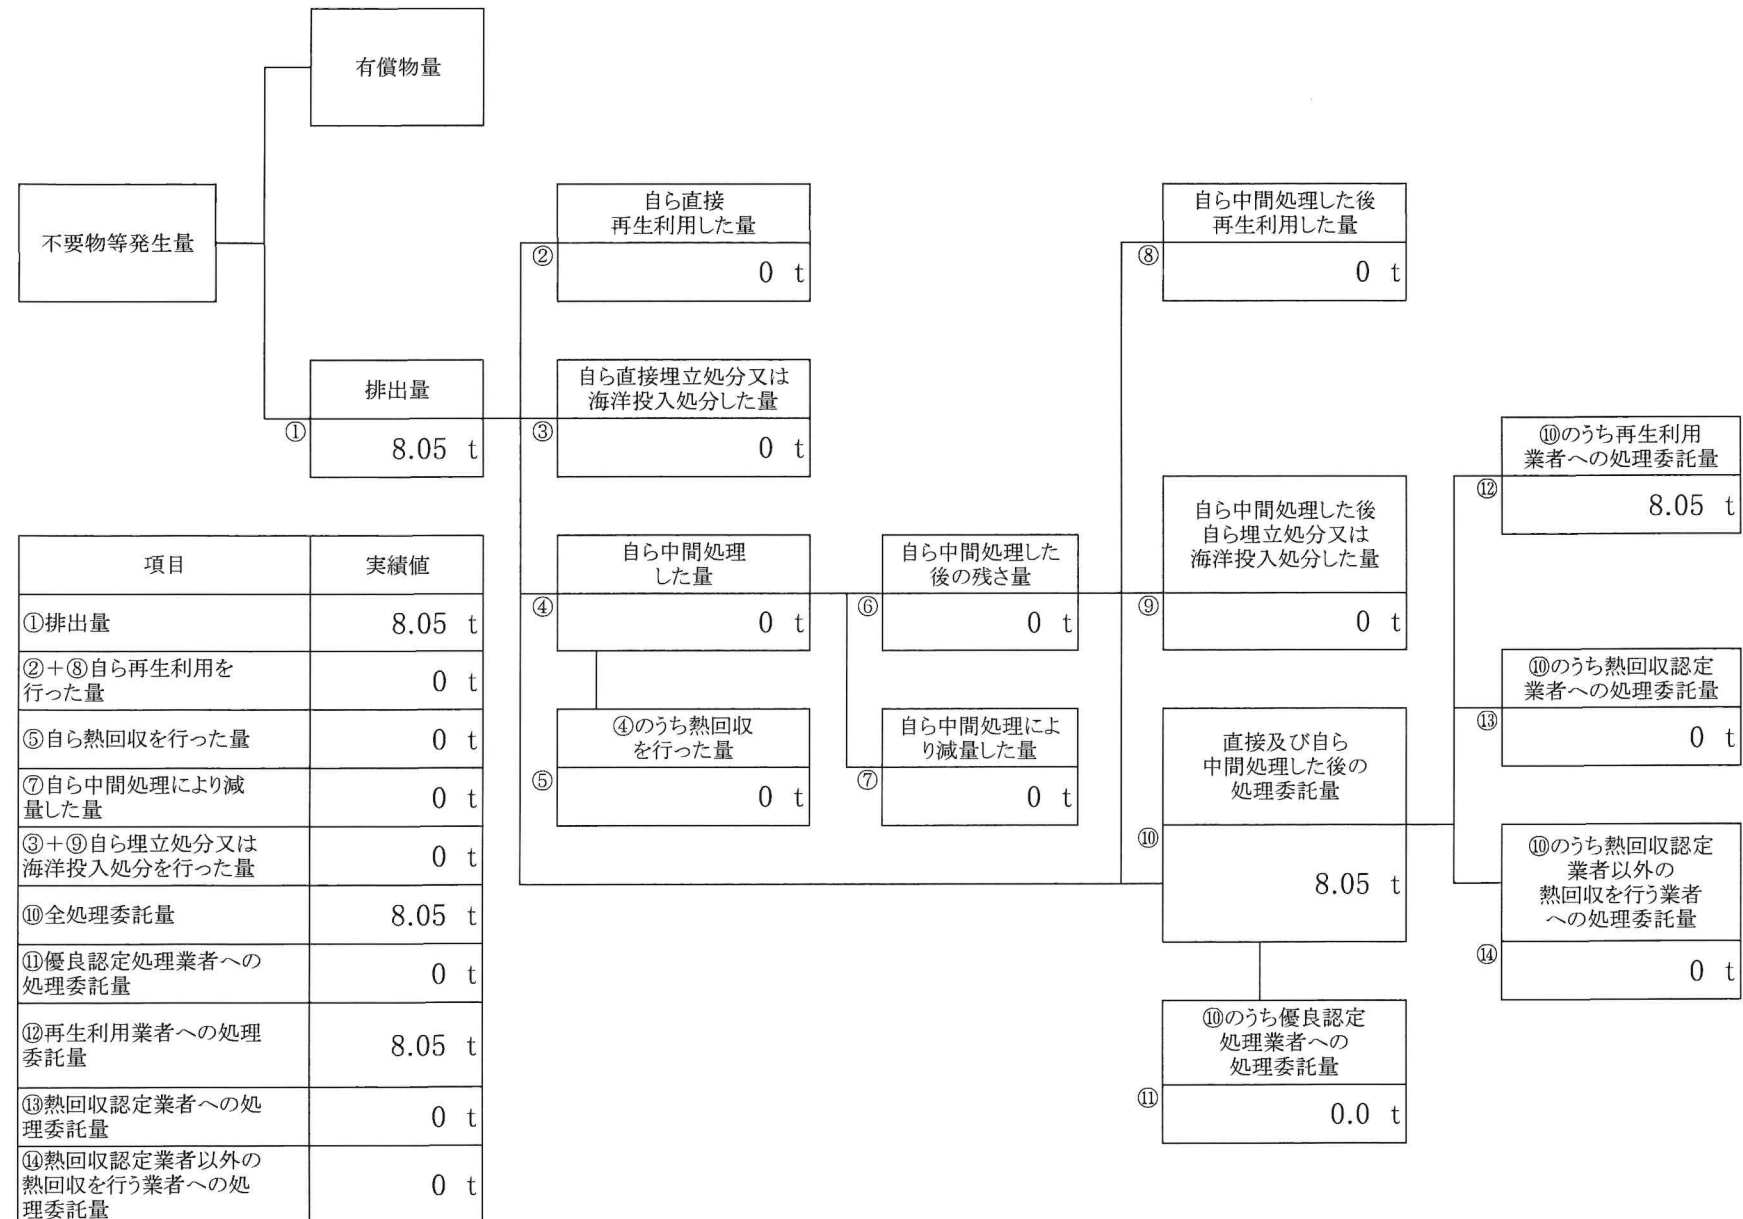 有償物量
不要物等発生量
自ら直接
再生利用した量
②
0 t
自ら中間処理した後
再生利用した量
⑧
0 t
排出量
①
8.05 t
自ら直接埋立処分又は
海洋投入処分した量
③
0 t
⑩のうち再生利用
業者への処理委託量
⑫
8.05 t
自ら中間処理
した量
④
0 t
自ら中間処理した
後の残さ量
⑥
0 t
自ら中間処理した後
自ら埋立処分又は
海洋投入処分した量
⑨
0 t
⑩のうち熱回収認定
業者への処理委託量
⑬
0 t
④のうち熱回収
を行った量
⑤
0 t
自ら中間処理によ
り減量した量
⑦
0 t
直接及び自ら
中間処理した後の
処理委託量
⑩
8.05 t
⑩のうち熱回収認定
業者以外の
熱回収を行う業者
への処理委託量
⑭
0 t
⑩のうち優良認定
処理業者への
処理委託量
⑪
0.0 t
項目 実績値
①排出量 8.05 t
②+⑧自ら再生利用を
行った量 0 t
⑤自ら熱回収を行った量 0 t
⑦自ら中間処理により減
量した量 0 t
③+⑨自ら埋立処分又は
海洋投入処分を行った量 0 t
⑩全処理委託量 8.05 t
⑪優良認定処理業者への
処理委託量 0 t
⑫再生利用業者への処理
委託量 8.05 t
⑬熱回収認定業者への処
理委託量 0 t
⑭熱回収認定業者以外の
熱回収を行う業者への処
理委託量 0 t